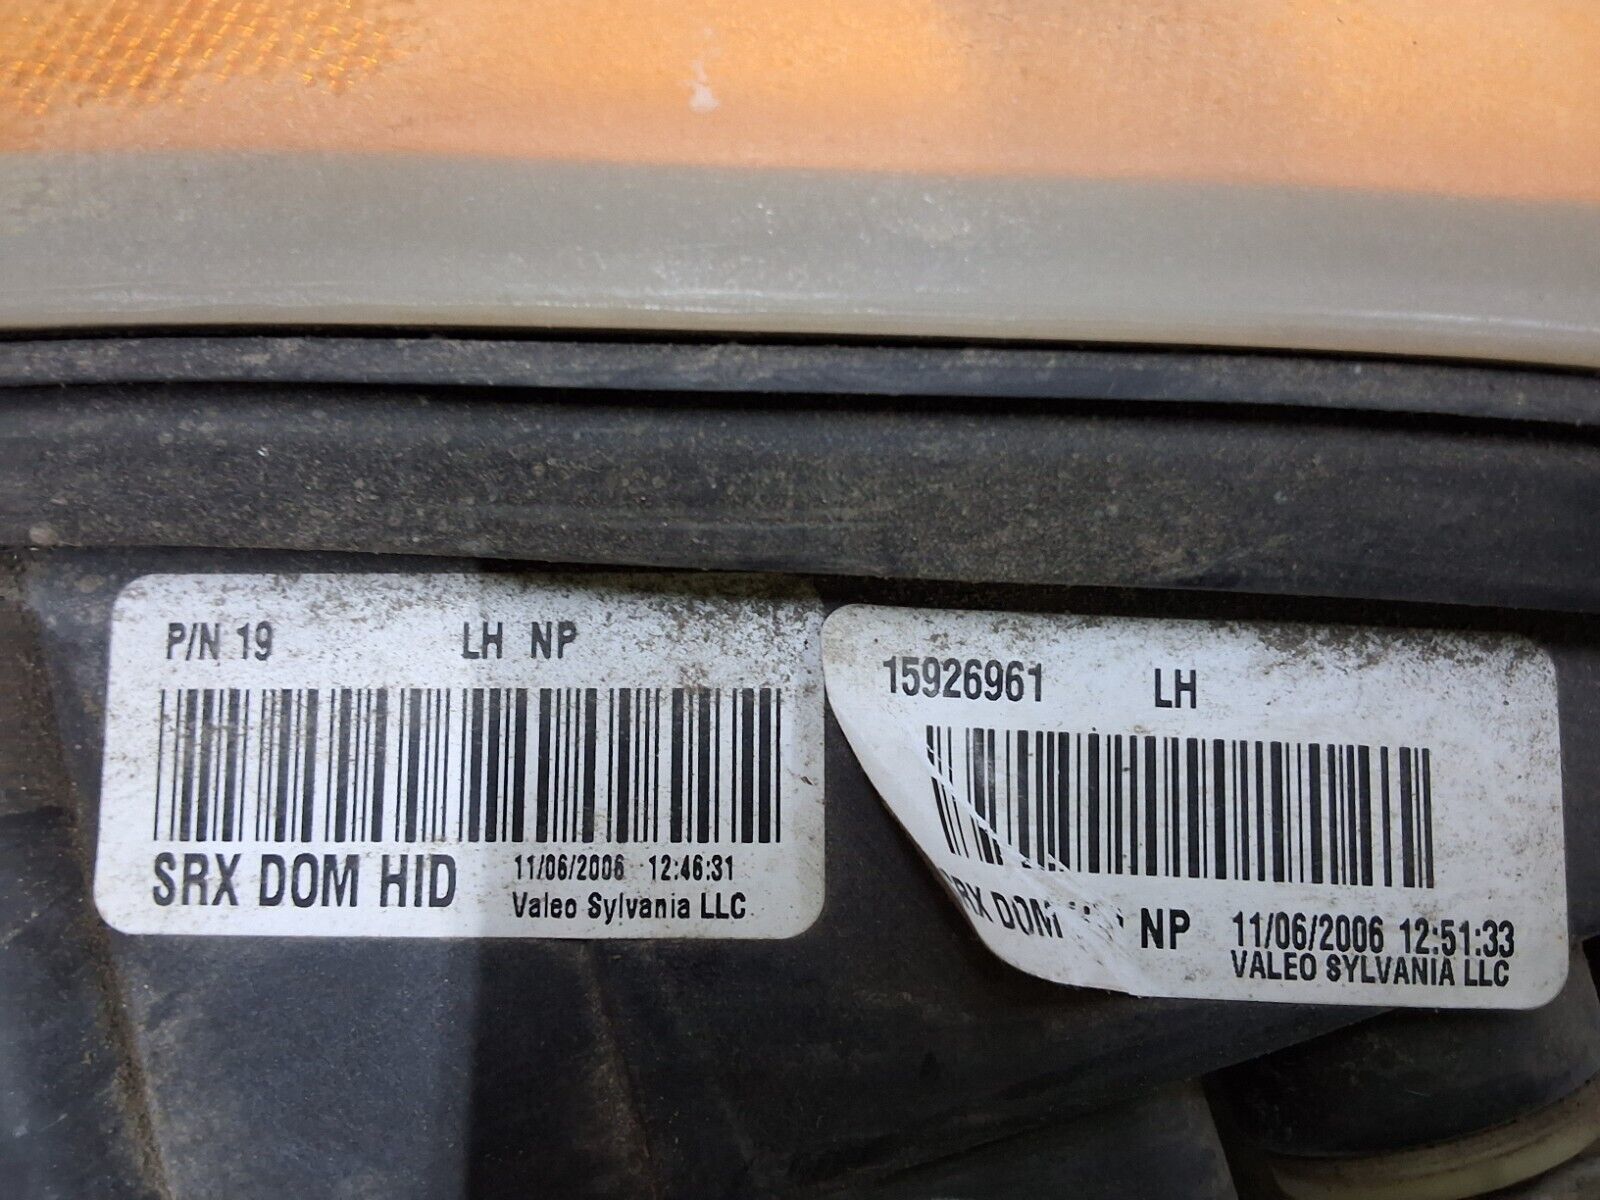 P/N 19 LH NP
SRX DOM HID
11/06/2006 12:46:31
Valeo Sylvania LLC
15926961 LH
DOM NP
11/06/2006 12:51:33
VALEO SYLVANIA LLC